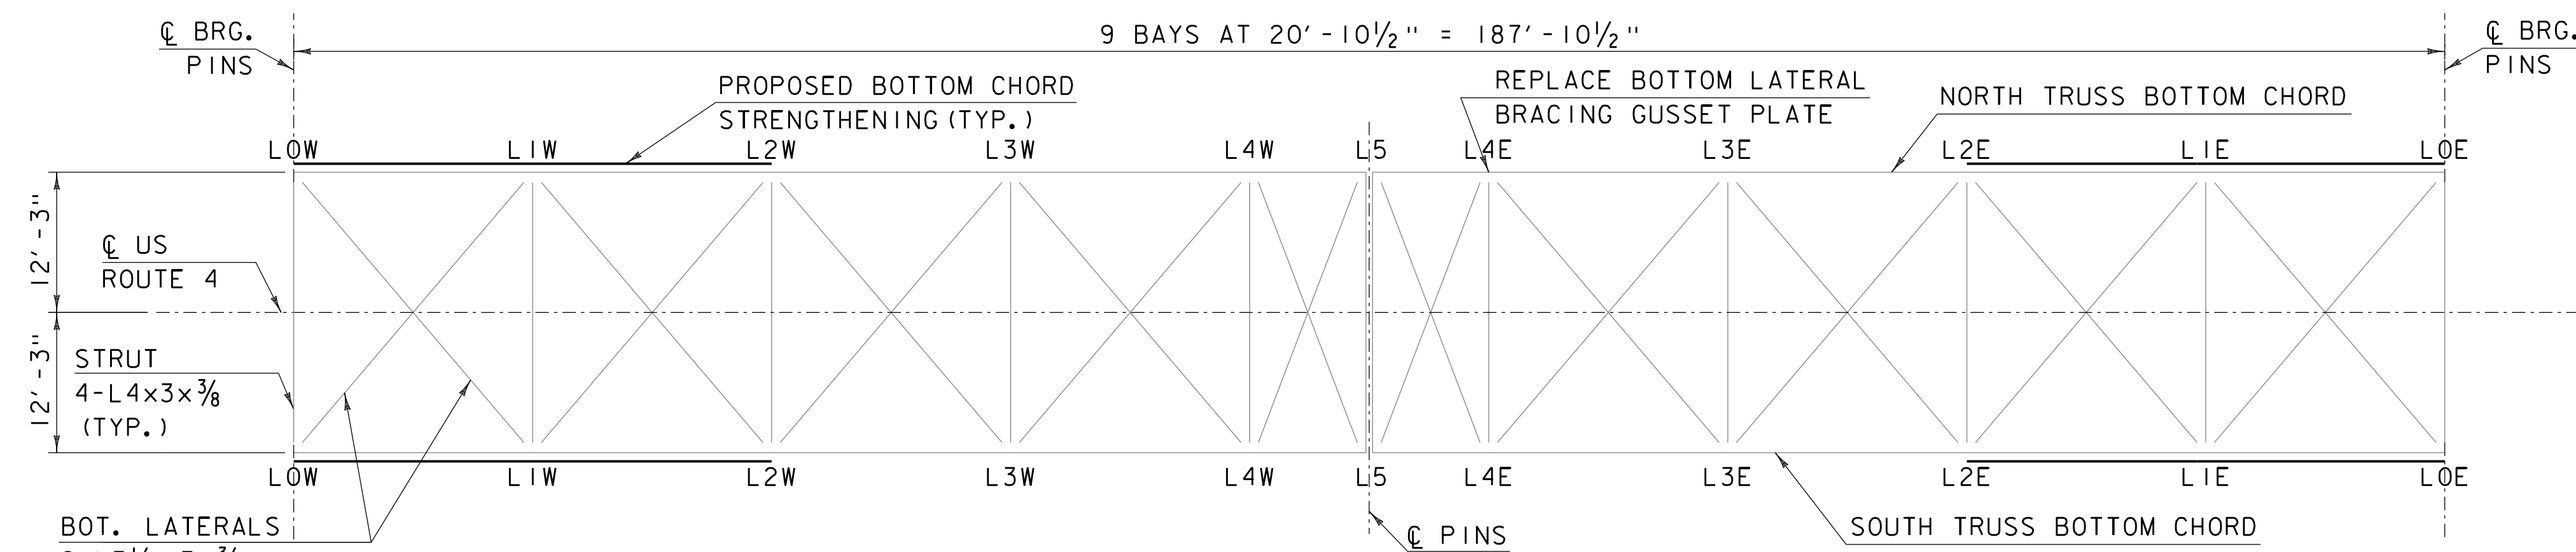 ℄ BRG.
PINS
9 BAYS AT 20'-10½" = 187'-10½"
℄ BRG.
PINS
PROPOSED BOTTOM CHORD
STRENGTHENING (TYP.)
REPLACE BOTTOM LATERAL
BRACING GUSSET PLATE
NORTH TRUSS BOTTOM CHORD
L0W L1W L2W L3W L4W L5 L4E L3E L2E L1E L0E
12'-3"
℄ US
ROUTE 4
12'-3"
STRUT
4-L4x3x⅜
(TYP.)
L0W L1W L2W L3W L4W L5 L4E L3E L2E L1E L0E
BOT. LATERALS
℄ PINS
SOUTH TRUSS BOTTOM CHORD